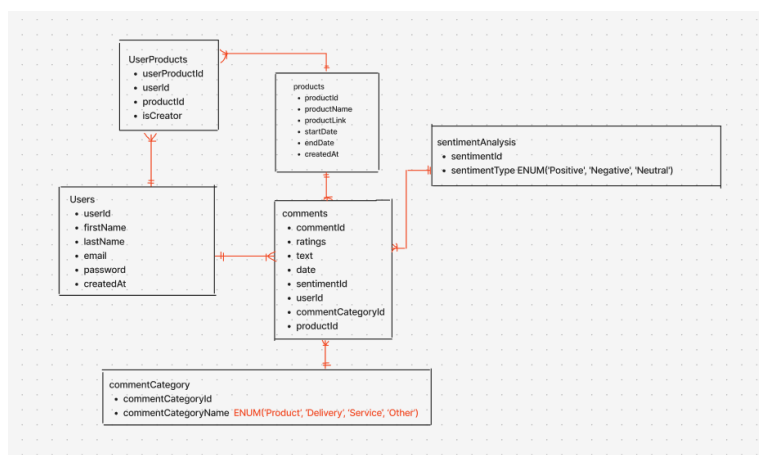 UserProducts
• userProductId
• userId
• productId
• isCreator
products
• productId
• productName
• productLink
• startDate
• endDate
• createdAt
sentimentAnalysis
• sentimentId
• sentimentType ENUM('Positive', 'Negative', 'Neutral')
Users
• userId
• firstName
• lastName
• email
• password
• createdAt
comments
• commentId
• ratings
• text
• date
• sentimentId
• userId
• commentCategoryId
• productId
commentCategory
• commentCategoryId
• commentCategoryName ENUM('Product', 'Delivery', 'Service', 'Other')